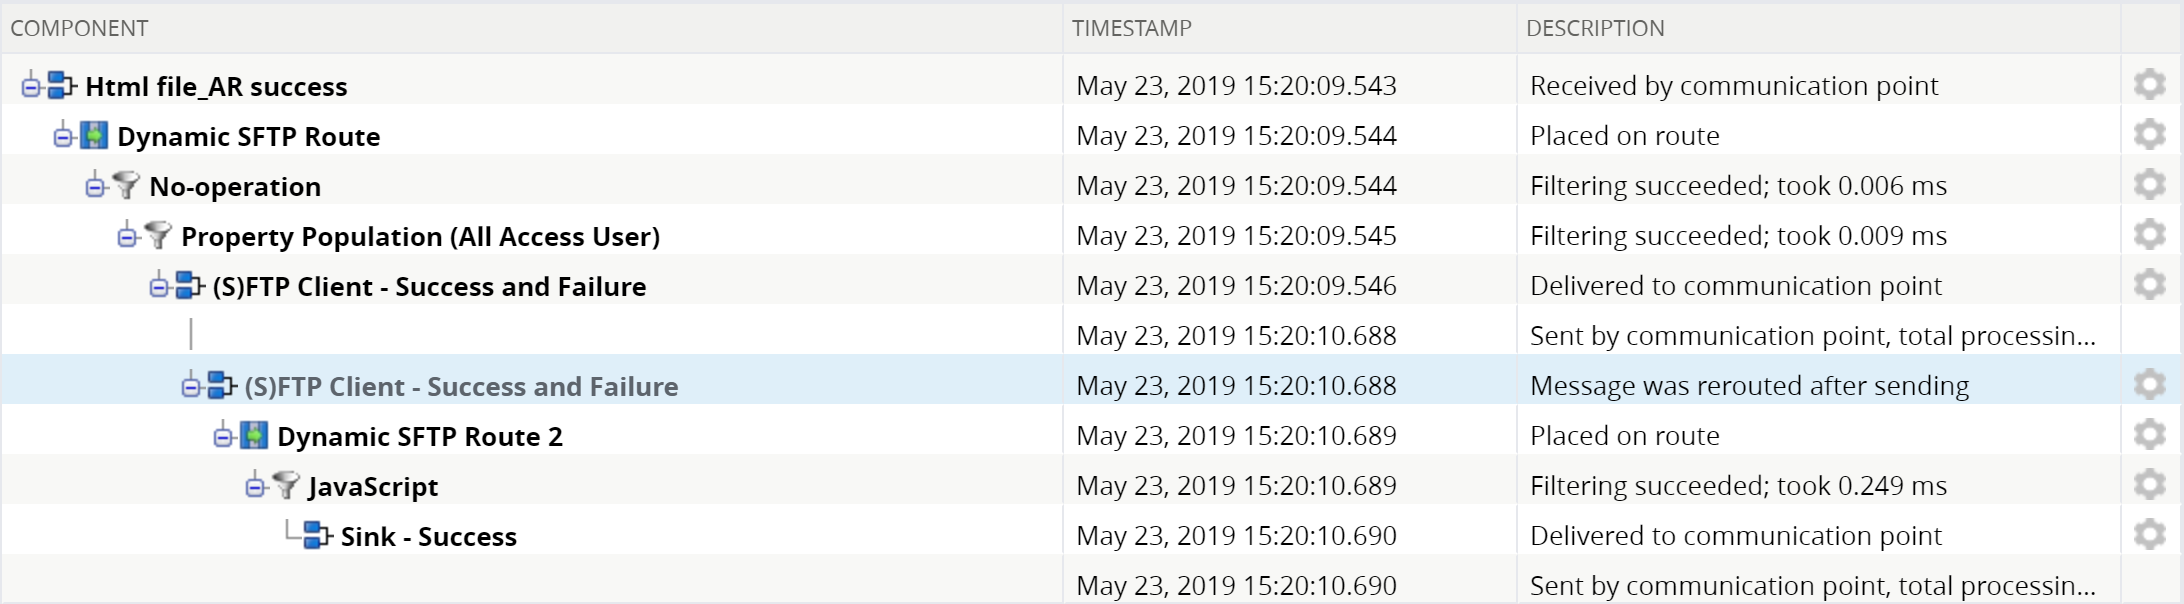 COMPONENT TIMESTAMP DESCRIPTION
Html file_AR success May 23, 2019 15:20:09.543 Received by communication point
Dynamic SFTP Route May 23, 2019 15:20:09.544 Placed on route
No-operation May 23, 2019 15:20:09.544 Filtering succeeded; took 0.006 ms
Property Population (All Access User) May 23, 2019 15:20:09.545 Filtering succeeded; took 0.009 ms
(S)FTP Client - Success and Failure May 23, 2019 15:20:09.546 Delivered to communication point
May 23, 2019 15:20:10.688 Sent by communication point, total processin...
(S)FTP Client - Success and Failure May 23, 2019 15:20:10.688 Message was rerouted after sending
Dynamic SFTP Route 2 May 23, 2019 15:20:10.689 Placed on route
JavaScript May 23, 2019 15:20:10.689 Filtering succeeded; took 0.249 ms
Sink - Success May 23, 2019 15:20:10.690 Delivered to communication point
May 23, 2019 15:20:10.690 Sent by communication point, total processin...